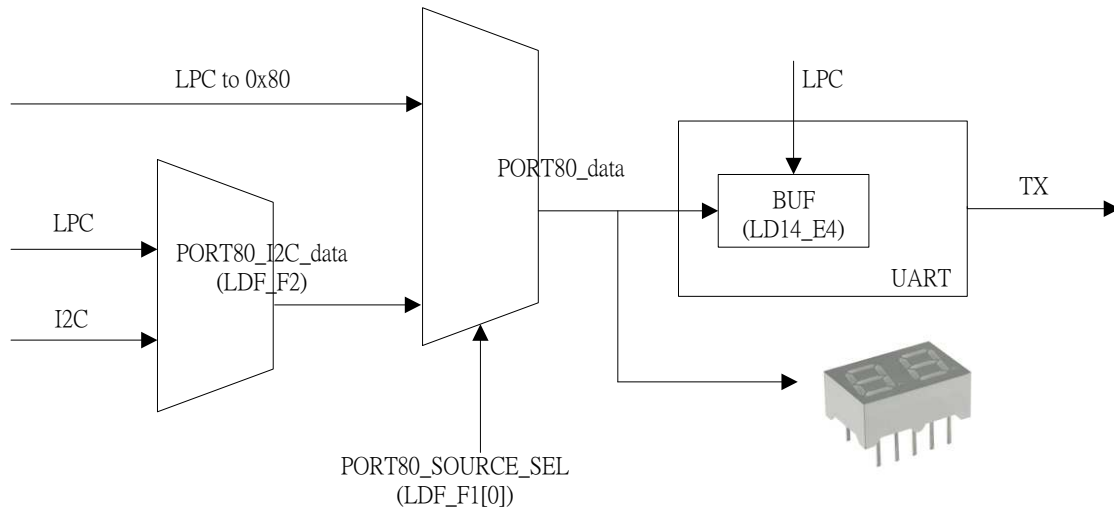 LPC to 0x80
LPC
PORT80_data
LPC
PORT80_I2C_data
(LDF_F2)
I2C
BUF
(LD14_E4)
UART
TX
PORT80_SOURCE_SEL
(LDF_F1[0])